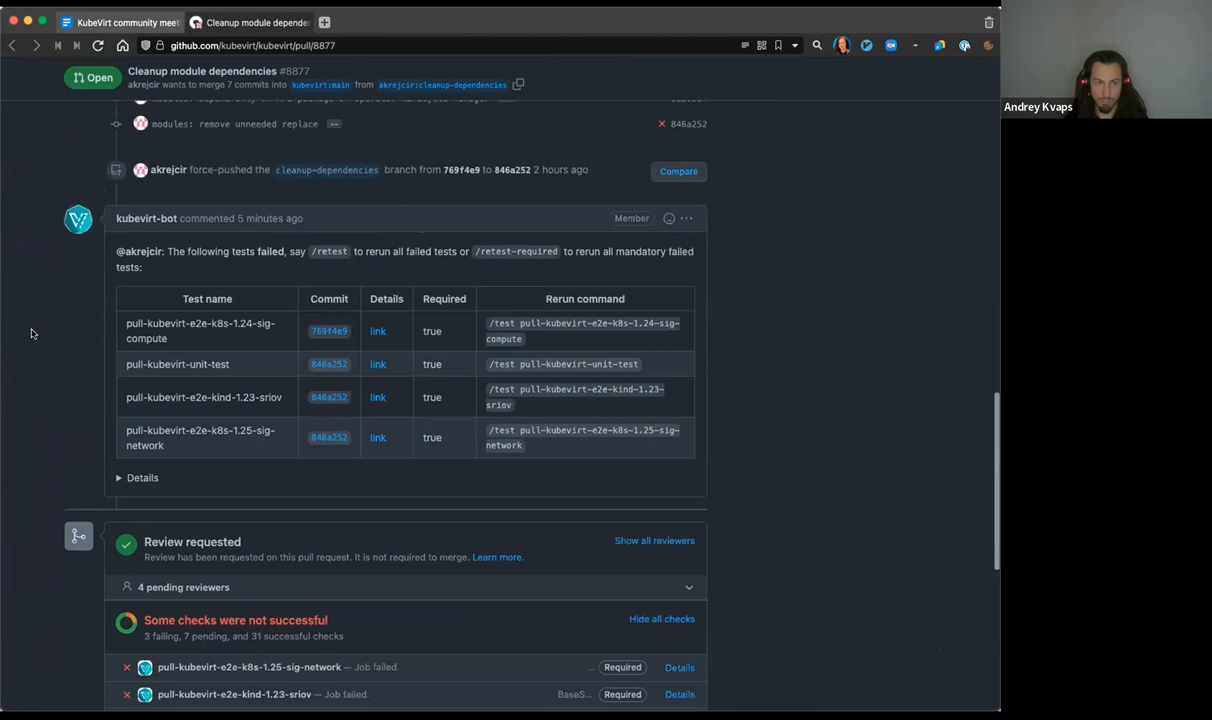 KubeVirt community meet
Cleanup module depender
github.com/kubevirt/kubevirt/pull/8877
Open
Cleanup module dependencies #8877
akrejcir wants to merge 7 commits into kubevirt:main from akrejcir:cleanup-dependencies
modules: remove unneeded replace
846a252
akrejcir force-pushed the cleanup-dependencies branch from 769f4e9 to 846a252 2 hours ago
Compare
kubevirt-bot commented 5 minutes ago
Member
@akrejcir: The following tests failed, say /retest to rerun all failed tests or /retest-required to rerun all mandatory failed
tests:
Test name Commit Details Required Rerun command
pull-kubevirt-e2e-k8s-1.24-sig-
compute
769f4e9 link true
/test pull-kubevirt-e2e-k8s-1.24-sig-
compute
pull-kubevirt-unit-test 846a252 link true /test pull-kubevirt-unit-test
pull-kubevirt-e2e-kind-1.23-sriov 846a252 link true
/test pull-kubevirt-e2e-kind-1.23-
sriov
pull-kubevirt-e2e-k8s-1.25-sig-
network
846a252 link true
/test pull-kubevirt-e2e-k8s-1.25-sig-
network
Details
Review requested
Show all reviewers
Review has been requested on this pull request. It is not required to merge. Learn more.
4 pending reviewers
Some checks were not successful
Hide all checks
3 failing, 7 pending, and 31 successful checks
pull-kubevirt-e2e-k8s-1.25-sig-network — Job failed. ... Required Details
pull-kubevirt-e2e-kind-1.23-sriov — Job failed. BaseS... Required Details
Andrey Kvaps